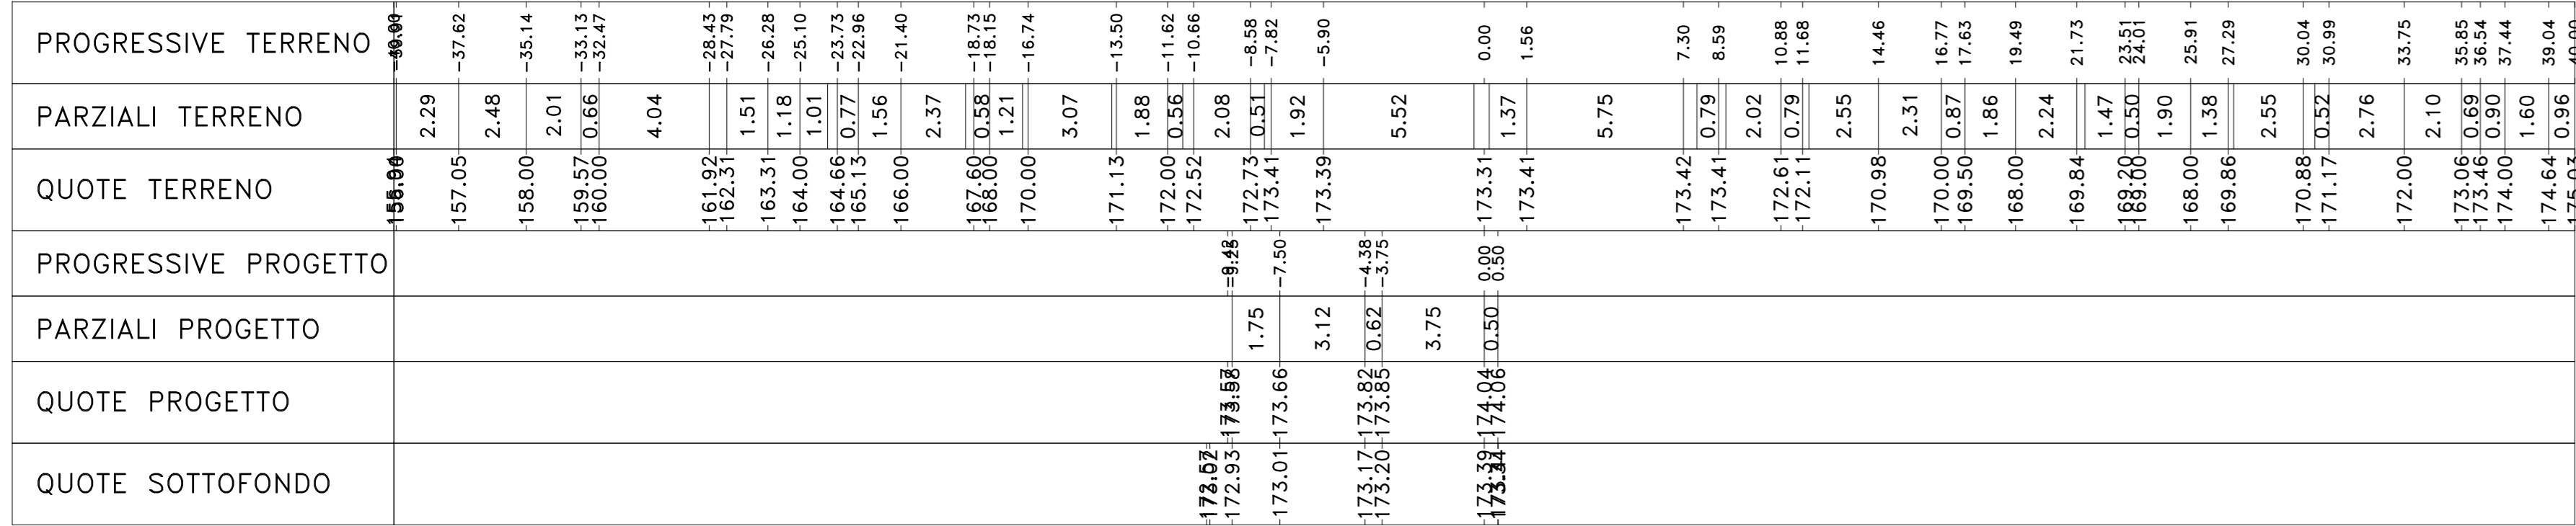 PROGRESSIVE TERRENO -37.62 -35.14 -33.13 -32.47 -28.43 -27.79 -26.28 -25.10 -23.73 -22.96 -21.40 -18.73 -18.15 -16.74 -13.50 -11.62 -10.66 -8.58 -7.82 -5.90 0.00 1.56 7.30 8.59 10.88 11.68 14.46 16.77 17.63 19.49 21.73 23.51 24.01 25.91 27.29 30.04 30.99 33.75 35.85 36.54 37.44 39.04
PARZIALI TERRENO 2.29 2.48 2.01 0.66 4.04 1.51 1.18 1.01 0.77 1.56 2.37 0.58 1.21 3.07 1.88 0.56 2.08 0.51 1.92 5.52 1.37 5.75 0.79 2.02 0.79 2.55 2.31 0.87 1.86 2.24 1.47 0.50 1.90 1.38 2.55 0.52 2.76 2.10 0.69 0.90 1.60 0.96
QUOTE TERRENO 157.05 158.00 159.57 160.00 161.92 162.31 163.31 164.00 164.66 165.13 166.00 167.60 168.00 170.00 171.13 172.00 172.52 172.73 173.41 173.39 173.31 173.41 173.42 173.41 172.61 172.11 170.98 170.00 169.50 168.00 169.84 169.20 169.00 168.00 169.86 170.88 171.17 172.00 173.06 173.46 174.00 174.64
PROGRESSIVE PROGETTO -9.25 -7.50 -4.38 -3.75 0.00 0.50
PARZIALI PROGETTO 1.75 3.12 0.62 3.75 0.50
QUOTE PROGETTO 173.57 173.58 173.66 173.82 173.85 174.04 174.06
QUOTE SOTTOFONDO 172.93 173.01 173.17 173.20 173.39